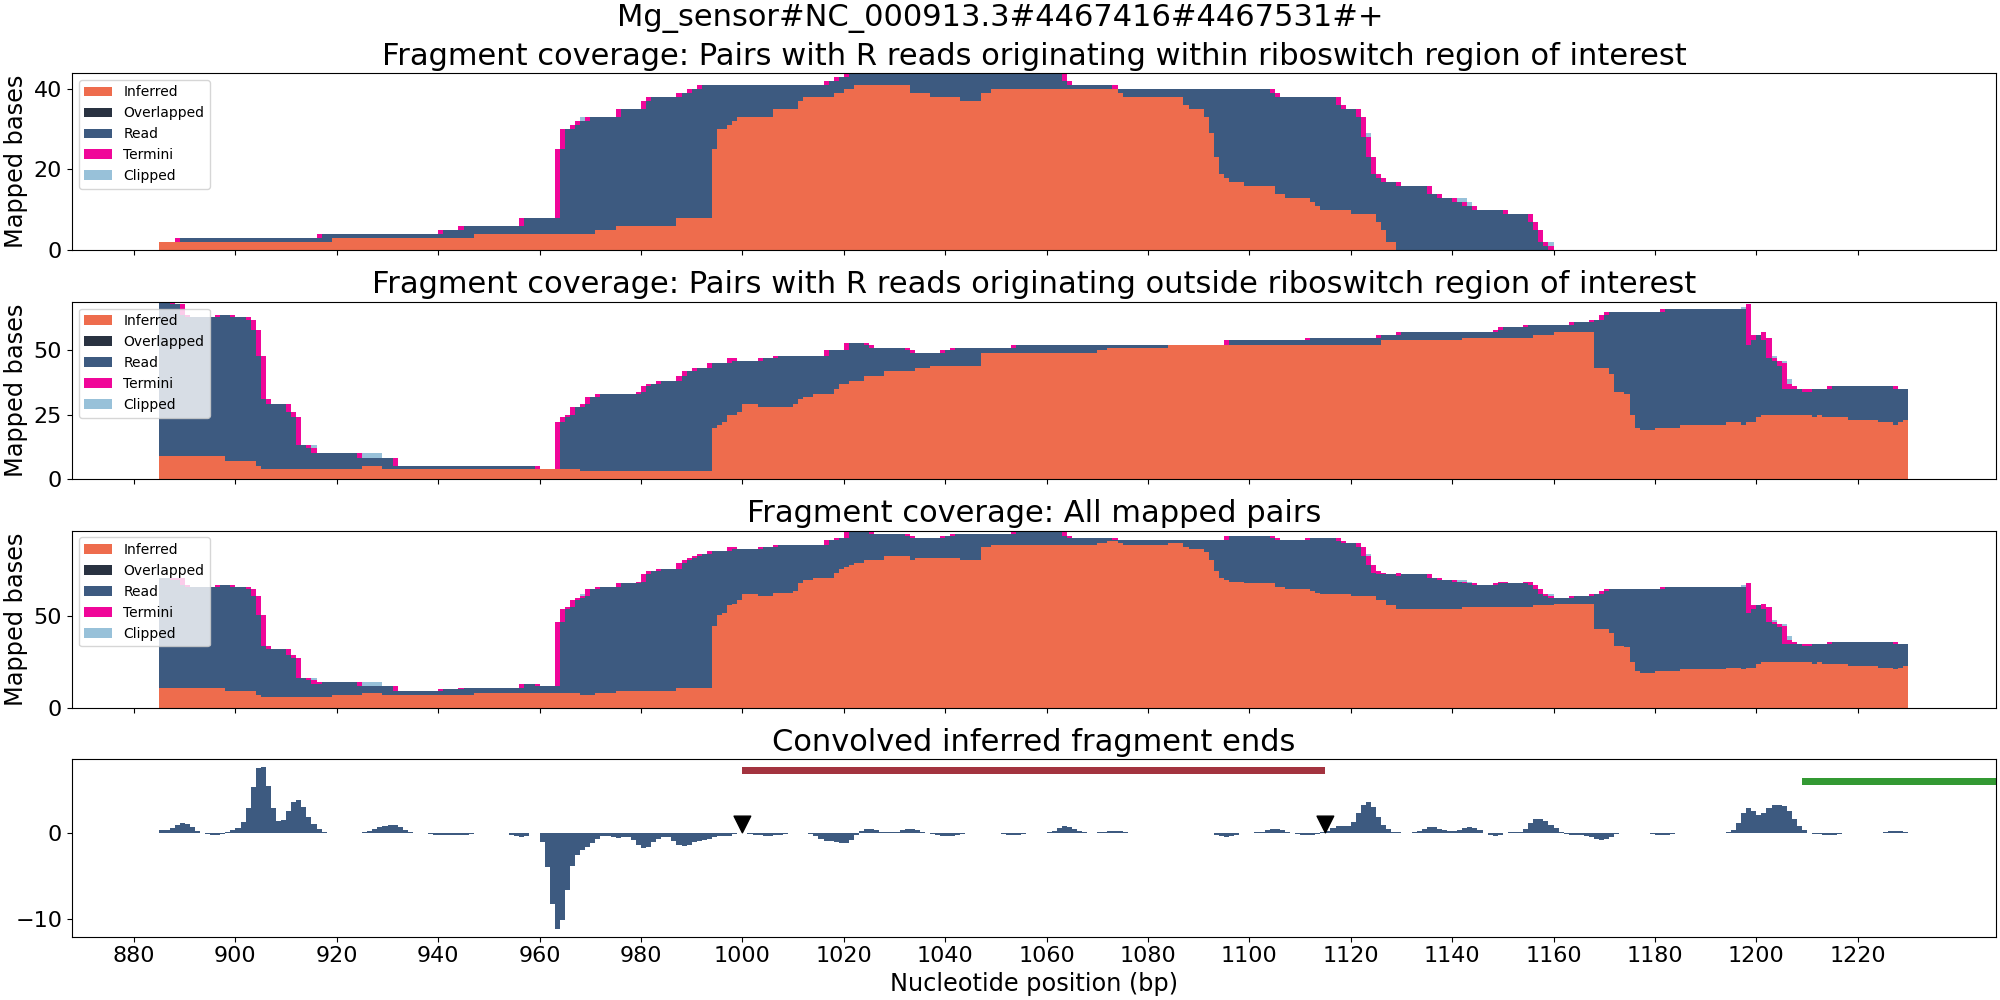 Mg_sensor#NC_000913.3#4467416#4467531#+
Fragment coverage: Pairs with R reads originating within riboswitch region of interest
Mapped bases
40
20
0
Inferred
Overlapped
Read
Termini
Clipped
Fragment coverage: Pairs with R reads originating outside riboswitch region of interest
Mapped bases
50
25
0
Inferred
Overlapped
Read
Termini
Clipped
Fragment coverage: All mapped pairs
Mapped bases
50
0
Inferred
Overlapped
Read
Termini
Clipped
Convolved inferred fragment ends
0
−10
880 900 920 940 960 980 1000 1020 1040 1060 1080 1100 1120 1140 1160 1180 1200 1220
Nucleotide position (bp)